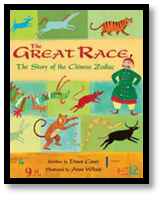 The
GREAT RACE
The Story of the Chinese Zodiac
Written by Dawn Casey
Illustrated by Anne Wilson